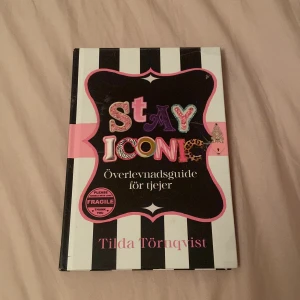 StAY
ICONIC
Överlevnadsguide
för tjejer
FRAGILE
Tilda Törnqvist